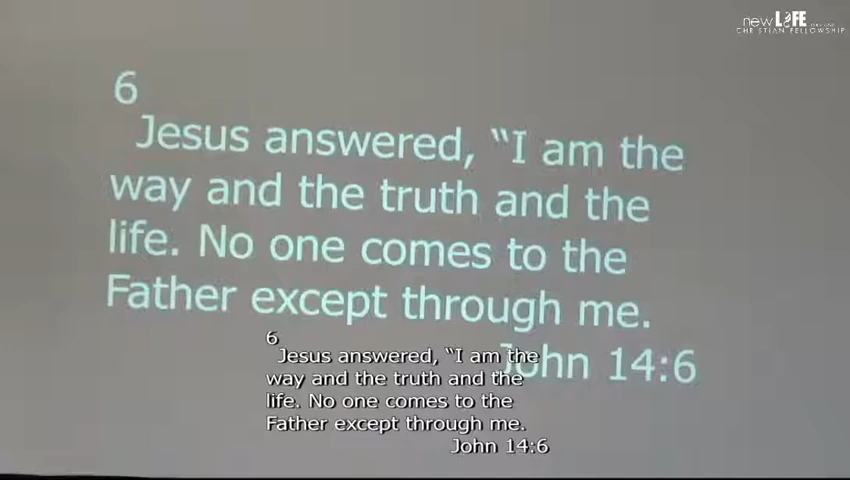 new LIFE
CHRISTIAN FELLOWSHIP
6
Jesus answered, “I am the
way and the truth and the
life. No one comes to the
Father except through me.
John 14:6
6
Jesus answered, “I am the
way and the truth and the
life. No one comes to the
Father except through me.
John 14:6